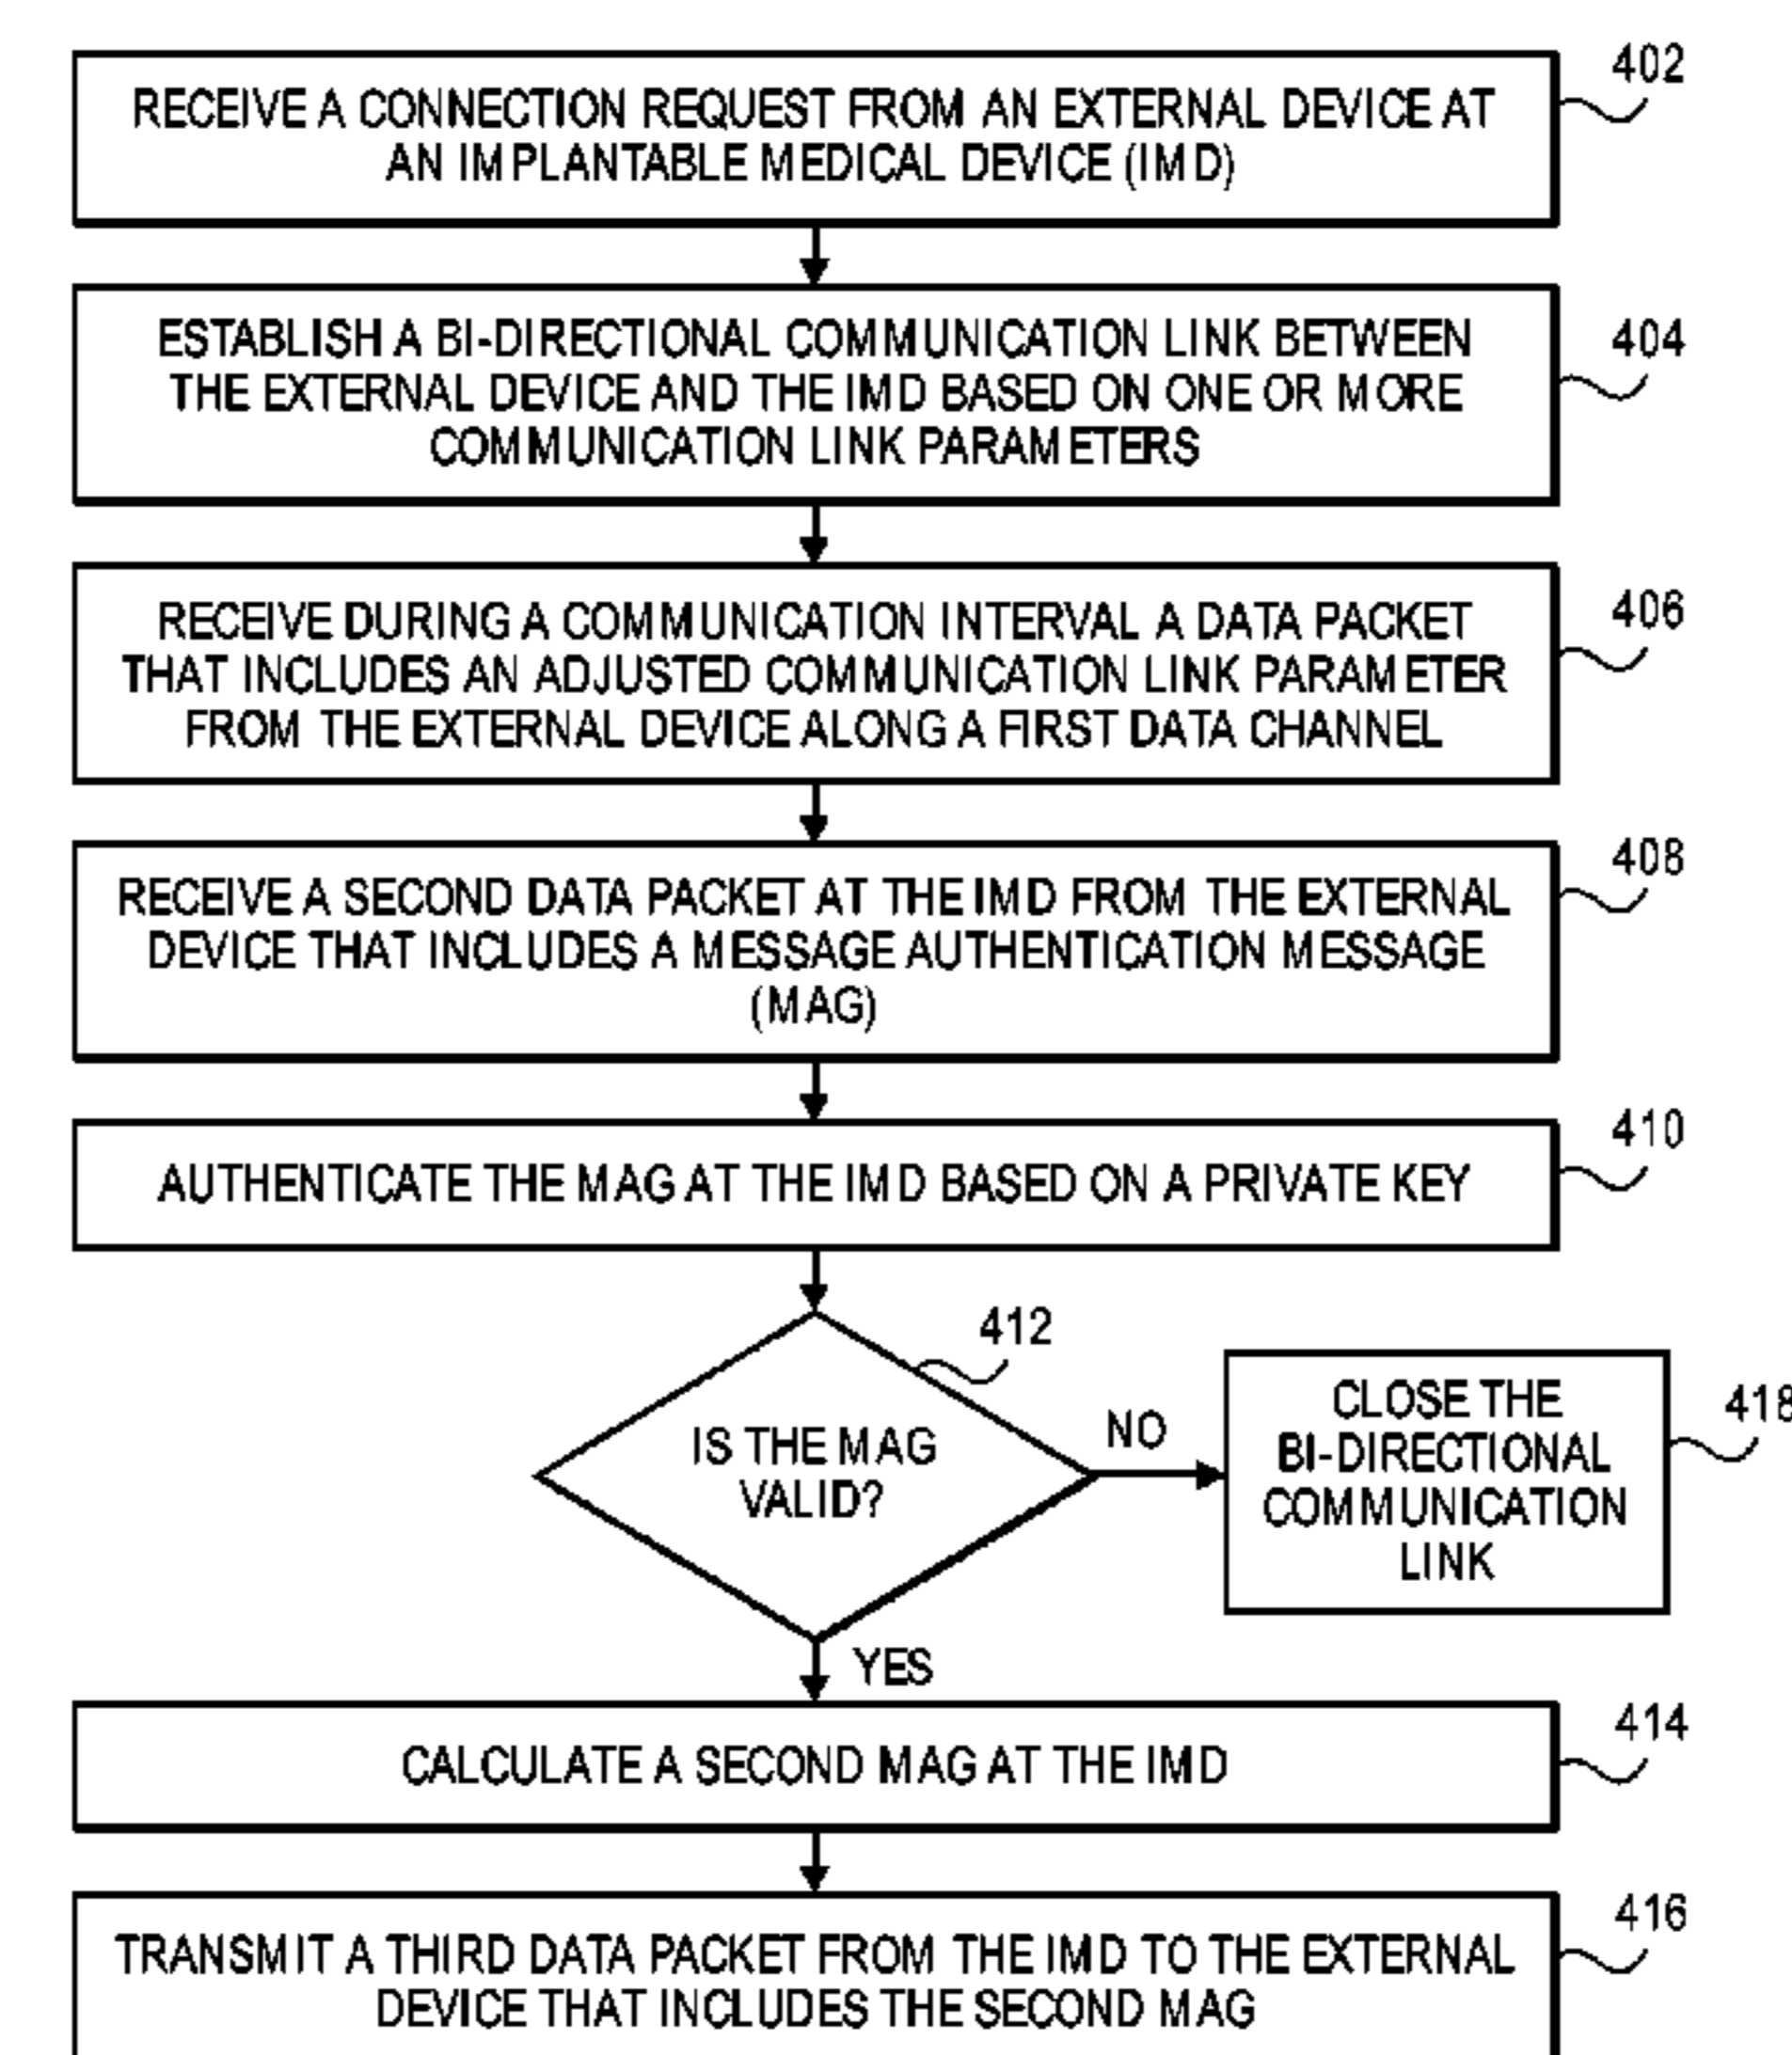 402
RECEIVE A CONNECTION REQUEST FROM AN EXTERNAL DEVICE AT
AN IMPLANTABLE MEDICAL DEVICE (IMD)
404
ESTABLISH A BI-DIRECTIONAL COMMUNICATION LINK BETWEEN
THE EXTERNAL DEVICE AND THE IMD BASED ON ONE OR MORE
COMMUNICATION LINK PARAMETERS
406
RECEIVE DURING A COMMUNICATION INTERVAL A DATA PACKET
THAT INCLUDES AN ADJUSTED COMMUNICATION LINK PARAMETER
FROM THE EXTERNAL DEVICE ALONG A FIRST DATA CHANNEL
408
RECEIVE A SECOND DATA PACKET AT THE IMD FROM THE EXTERNAL
DEVICE THAT INCLUDES A MESSAGE AUTHENTICATION MESSAGE
(MAG)
410
AUTHENTICATE THE MAG AT THE IMD BASED ON A PRIVATE KEY
412
IS THE MAG
VALID?
NO
CLOSE THE
BI-DIRECTIONAL
COMMUNICATION
LINK
418
YES
414
CALCULATE A SECOND MAG AT THE IMD
416
TRANSMIT A THIRD DATA PACKET FROM THE IMD TO THE EXTERNAL
DEVICE THAT INCLUDES THE SECOND MAG